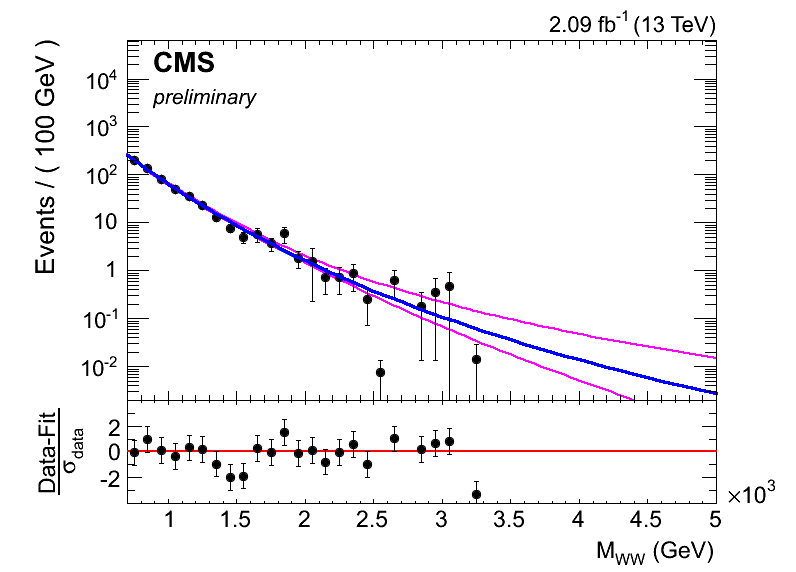 2.09 fb⁻¹ (13 TeV)
CMS
preliminary
Events / ( 100 GeV )
10⁴
10³
10²
10
1
10⁻¹
10⁻²
Data-Fit
σ_data
2
0
-2
1 1.5 2 2.5 3 3.5 4 4.5 5
×10³
M_WW (GeV)